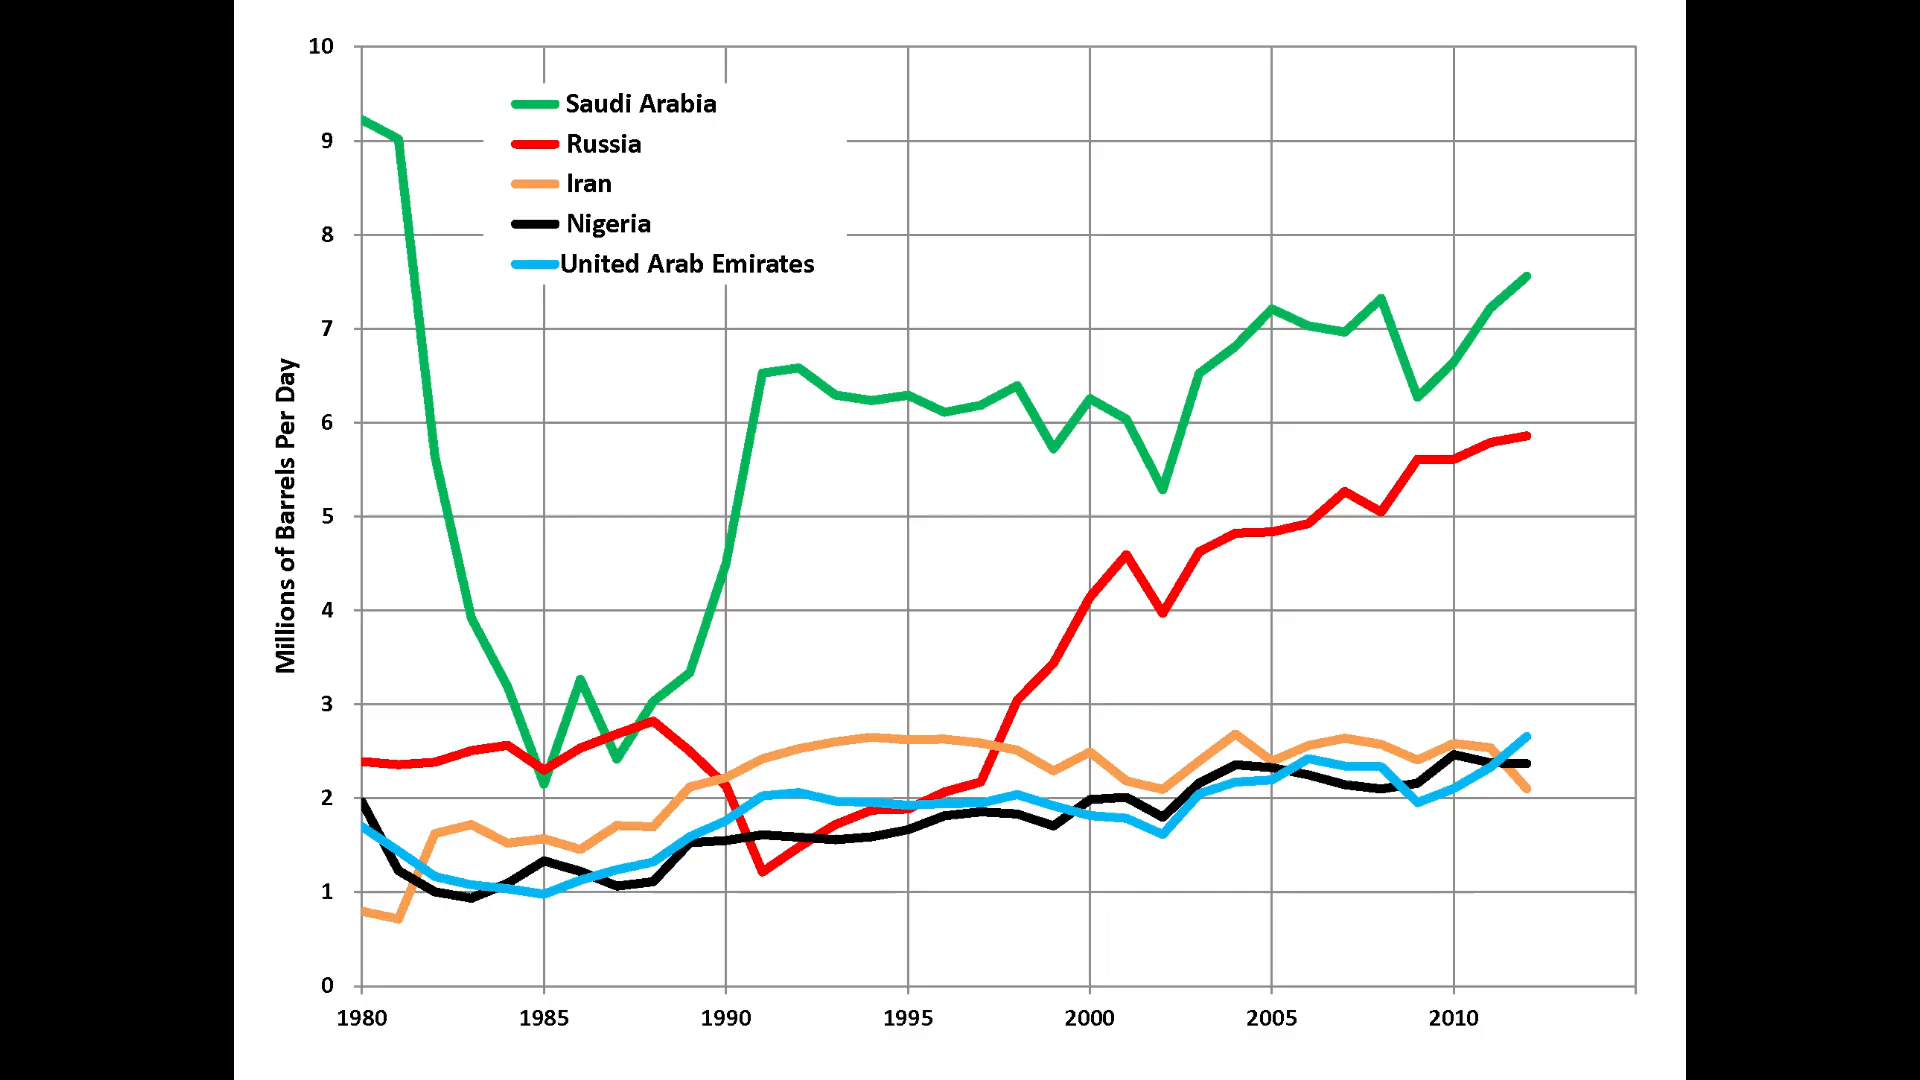 10
9
8
7
6
5
4
3
2
1
0
Millions of Barrels Per Day
Saudi Arabia
Russia
Iran
Nigeria
United Arab Emirates
1980 1985 1990 1995 2000 2005 2010